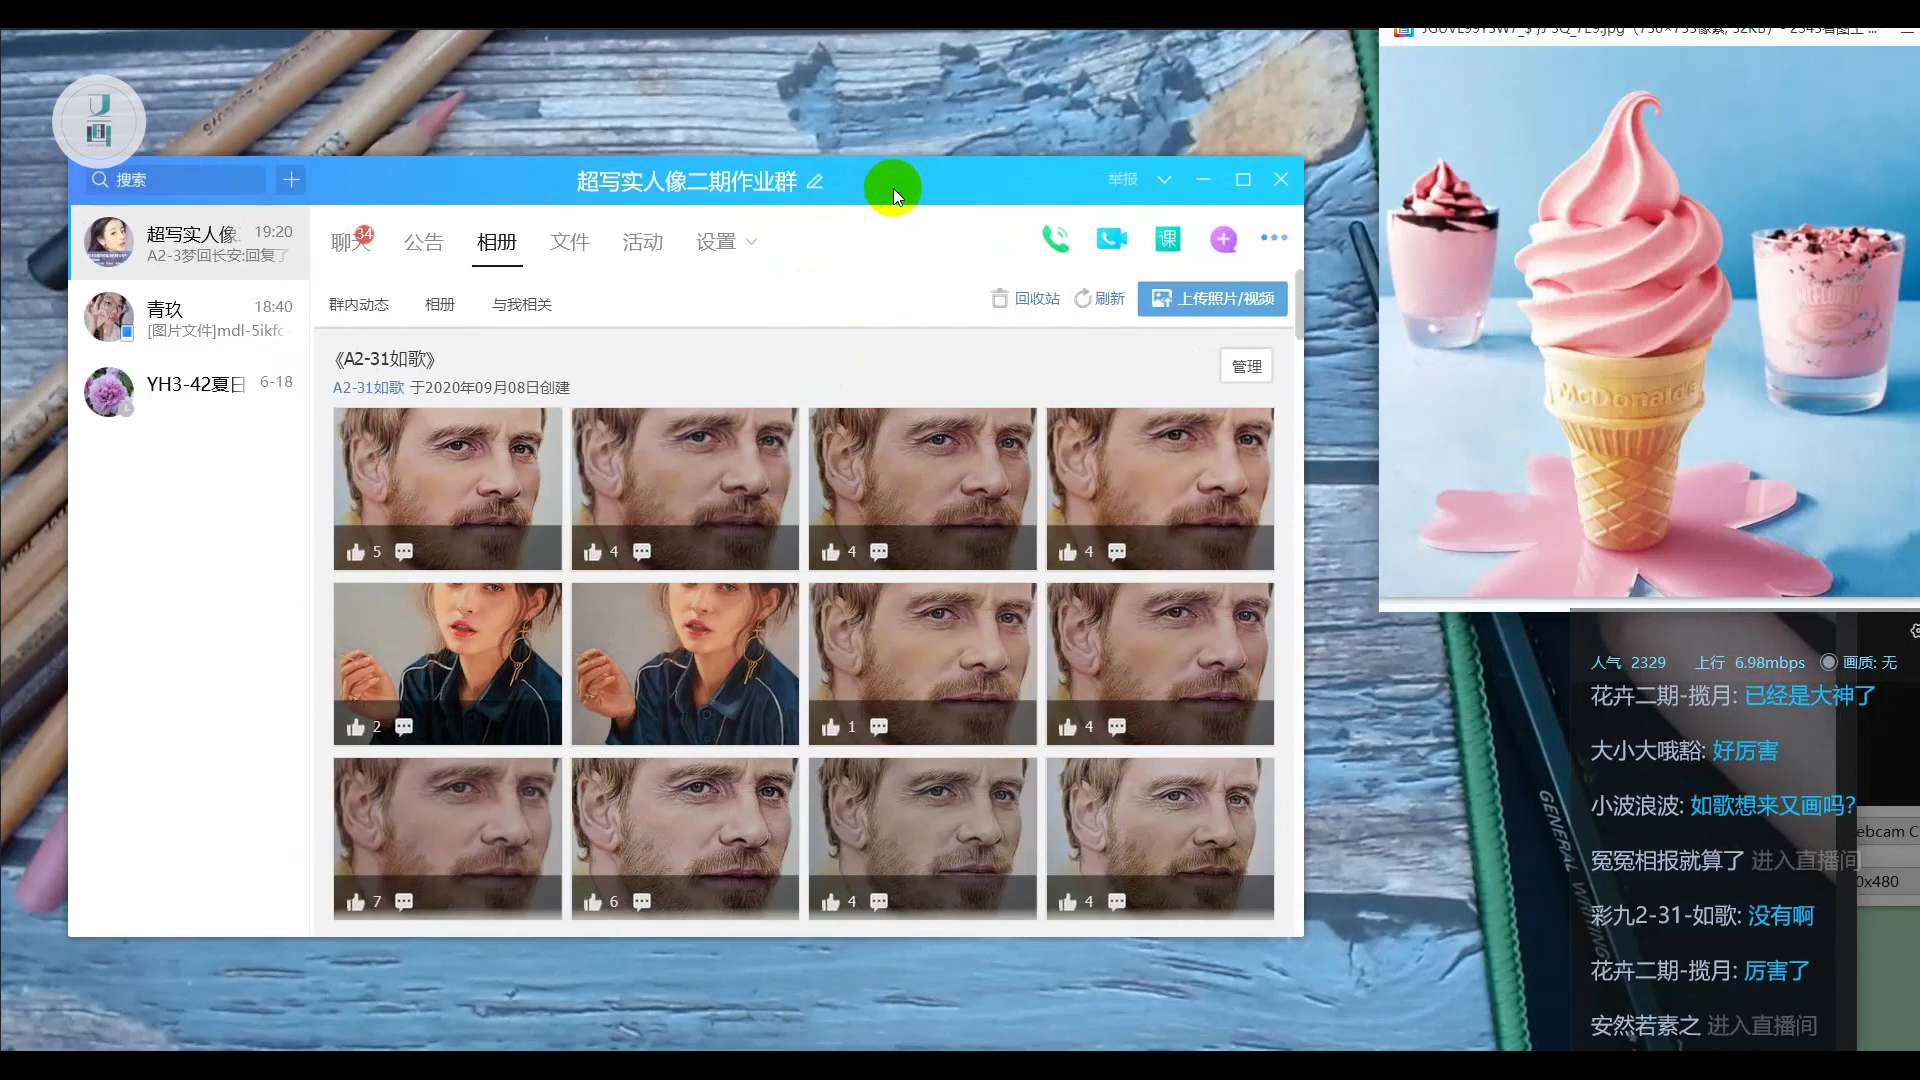 搜索
超写实人像二期作业群
举报
超写实人像
19:20
A2-3梦回长安:回复了
青玖
18:40
[图片文件]mdl-5ikfc-
YH3-42夏日
6-18
34
公告
相册
文件
活动
设置
课
群内动态
相册
与我相关
回收站
刷新
上传照片/视频
《A2-31如歌》
管理
A2-31如歌 于2020年09月08日创建
5
4
4
4
2
1
4
7
6
4
4
McDonald's
MCFLURRY
人气 2329 上行 6.98mbps 画质: 无
花卉二期-揽月: 已经是大神了
大小大哦豁: 好厉害
小波浪波: 如歌想来又画吗?
冤冤相报就算了 进入直播间
彩九2-31-如歌: 没有啊
花卉二期-揽月: 厉害了
安然若素之 进入直播间
ebcam C
0x480
GENERAL WRITING